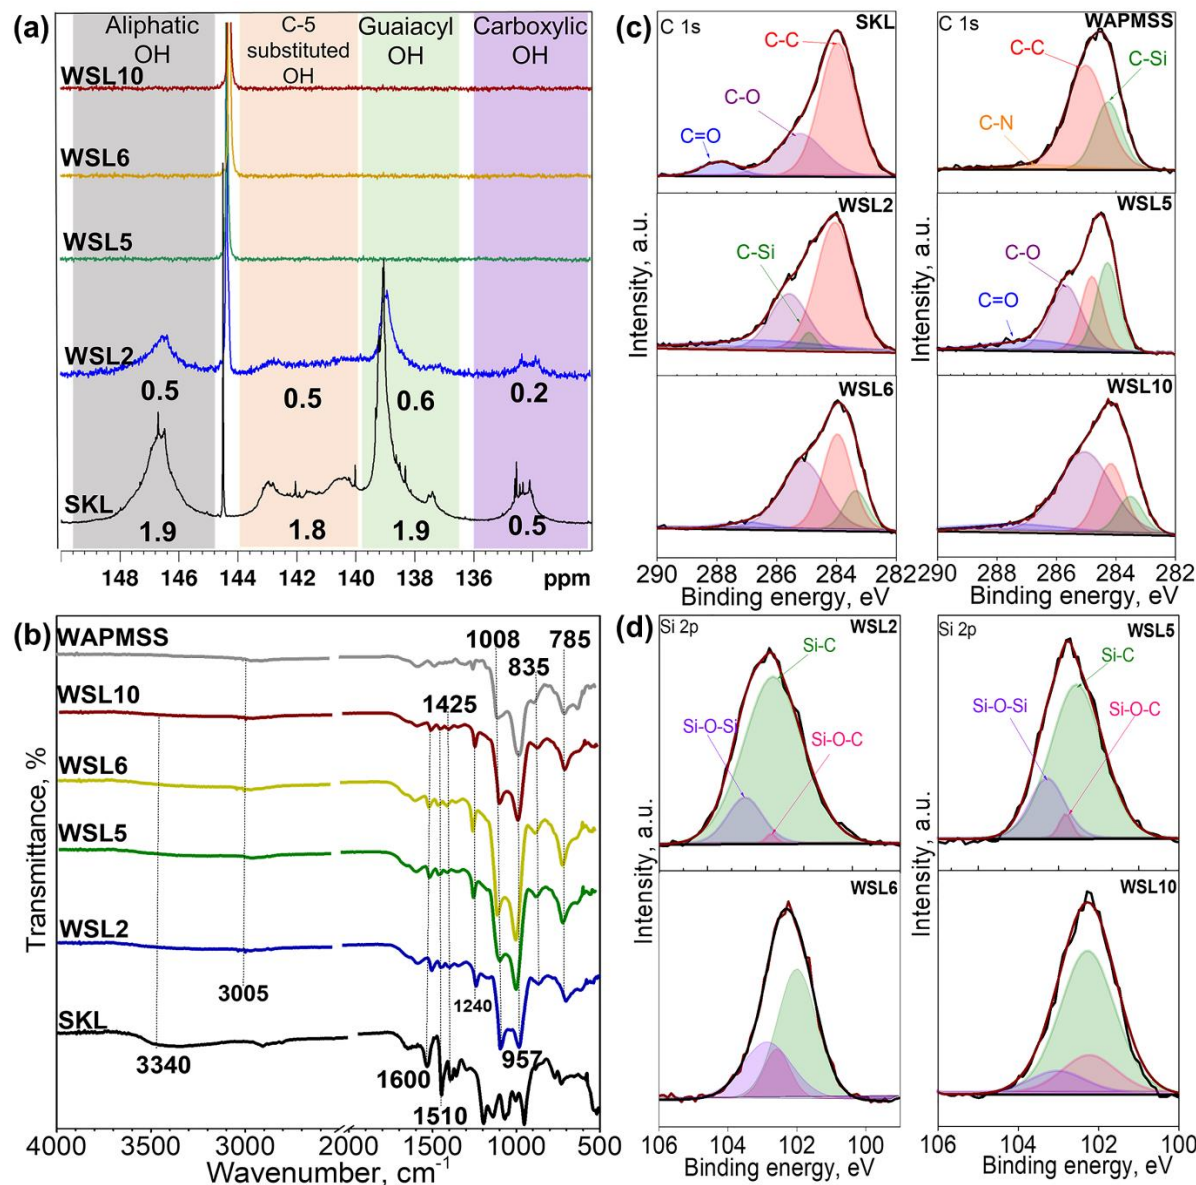 (a)
Aliphatic
OH
C-5
substituted
OH
Guaiacyl
OH
Carboxylic
OH
WSL10
WSL6
WSL5
WSL2
0.5
0.5
0.6
0.2
SKL
1.9
1.8
1.9
0.5
148 146 144 142 140 138 136 ppm
(b)
WAPMSS
1008
785
835
WSL10
1425
WSL6
WSL5
WSL2
3005
1240
SKL
3340
957
1600
1510
Transmittance, %
4000 3000 2000 1500 1000 500
Wavenumber, cm-1
(c)
C 1s
SKL
C-C
C-O
C=O
C 1s
WAPMSS
C-C
C-Si
C-N
WSL2
C-Si
WSL5
C-O
C=O
WSL6
WSL10
Intensity, a.u.
Intensity, a.u.
290 288 286 284 282
Binding energy, eV
290 288 286 284 282
Binding energy, eV
(d)
Si 2p
WSL2
Si-C
Si-O-Si
Si-O-C
Si 2p
WSL5
Si-C
Si-O-Si
Si-O-C
WSL6
WSL10
Intensity, a.u.
Intensity, a.u.
106 104 102 100
Binding energy, eV
106 104 102 100
Binding energy, eV